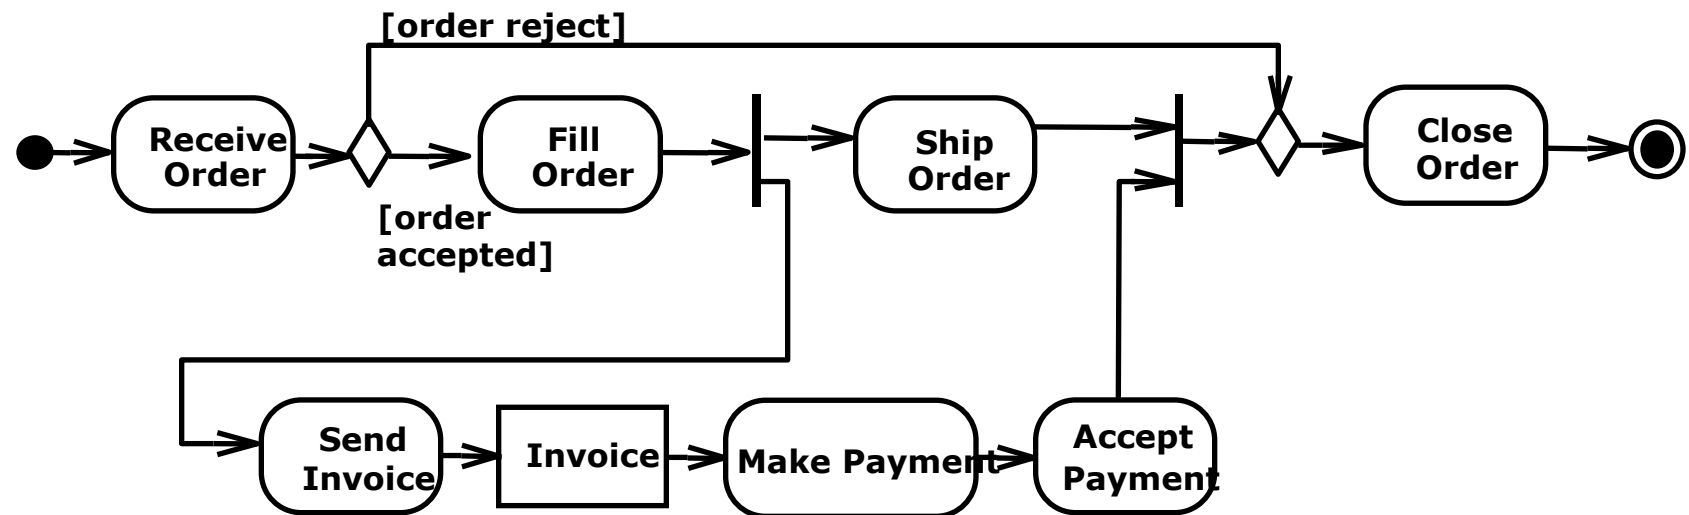 [order reject]
Receive
Order
Fill
Order
Ship
Order
Close
Order
[order
accepted]
Send
Invoice
Invoice
Make Payment
Accept
Payment